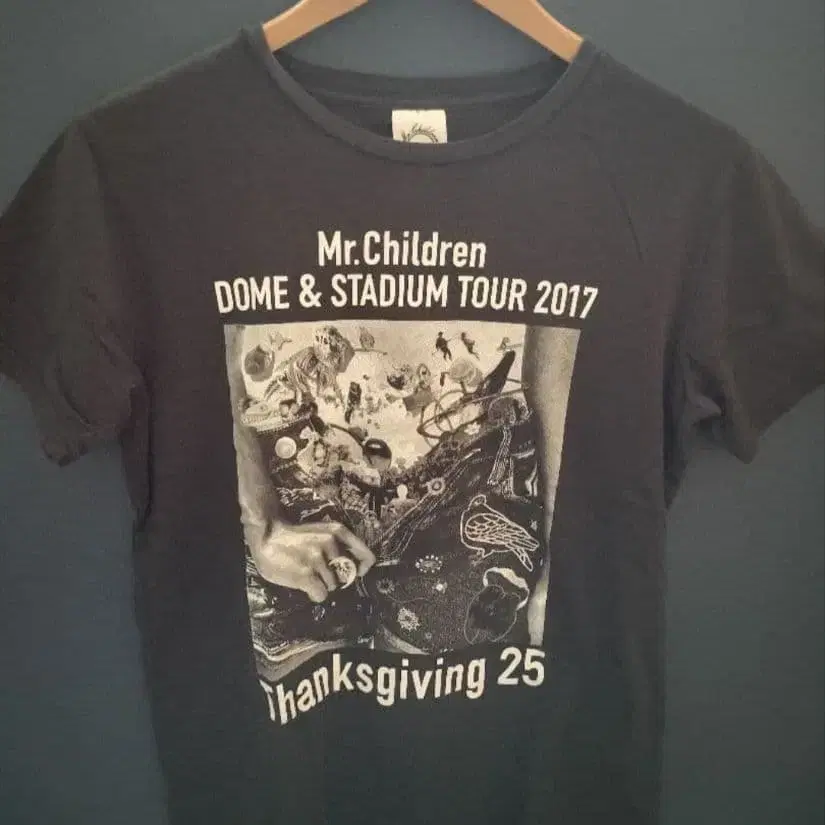 Mr.Children
DOME & STADIUM TOUR 2017
Thanksgiving 25